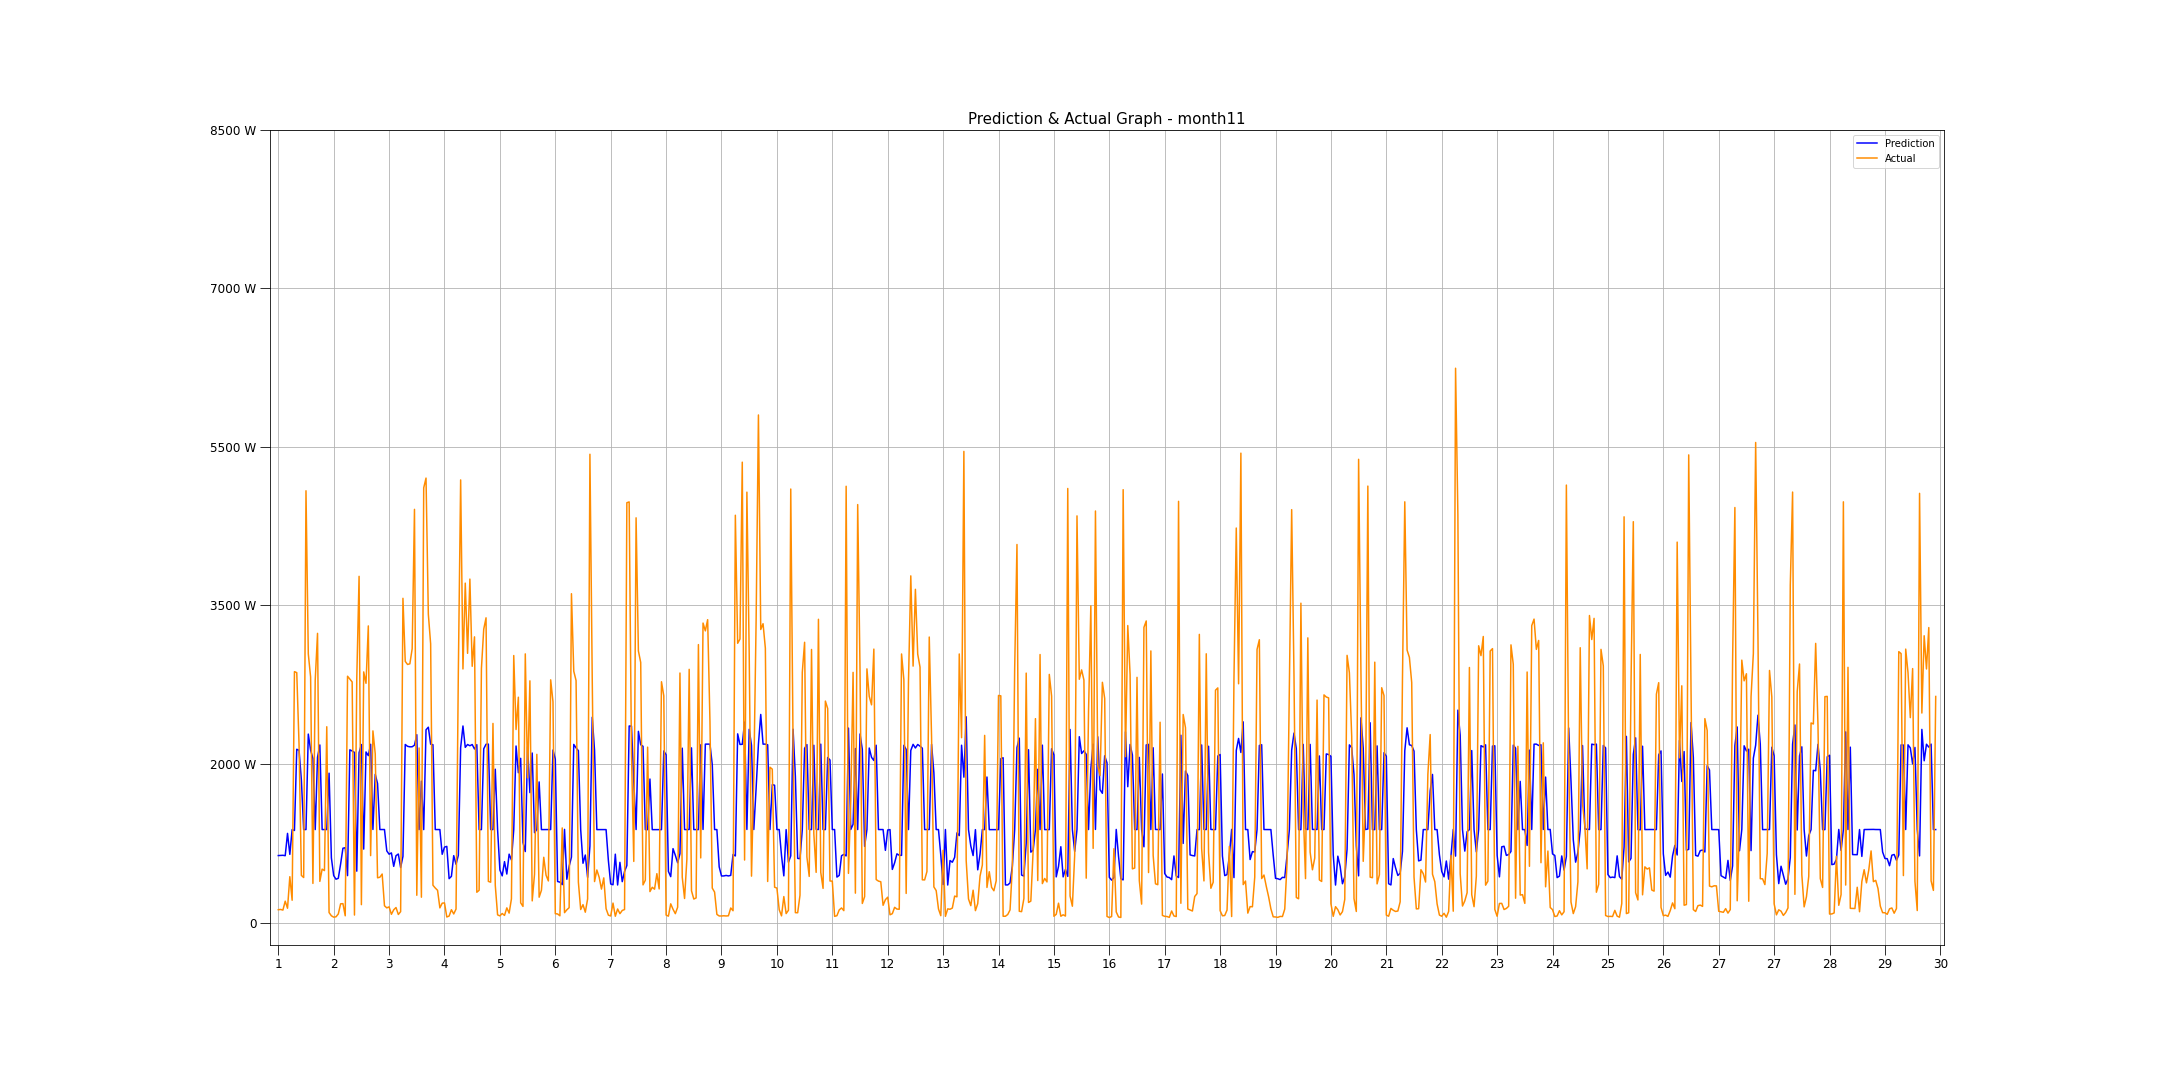 Prediction & Actual Graph - month11
8500 W
Prediction
Actual
7000 W
5500 W
3500 W
2000 W
0
1 2 3 4 5 6 7 8 9 10 11 12 13 14 15 16 17 18 19 20 21 22 23 24 25 26 27 27 28 29 30